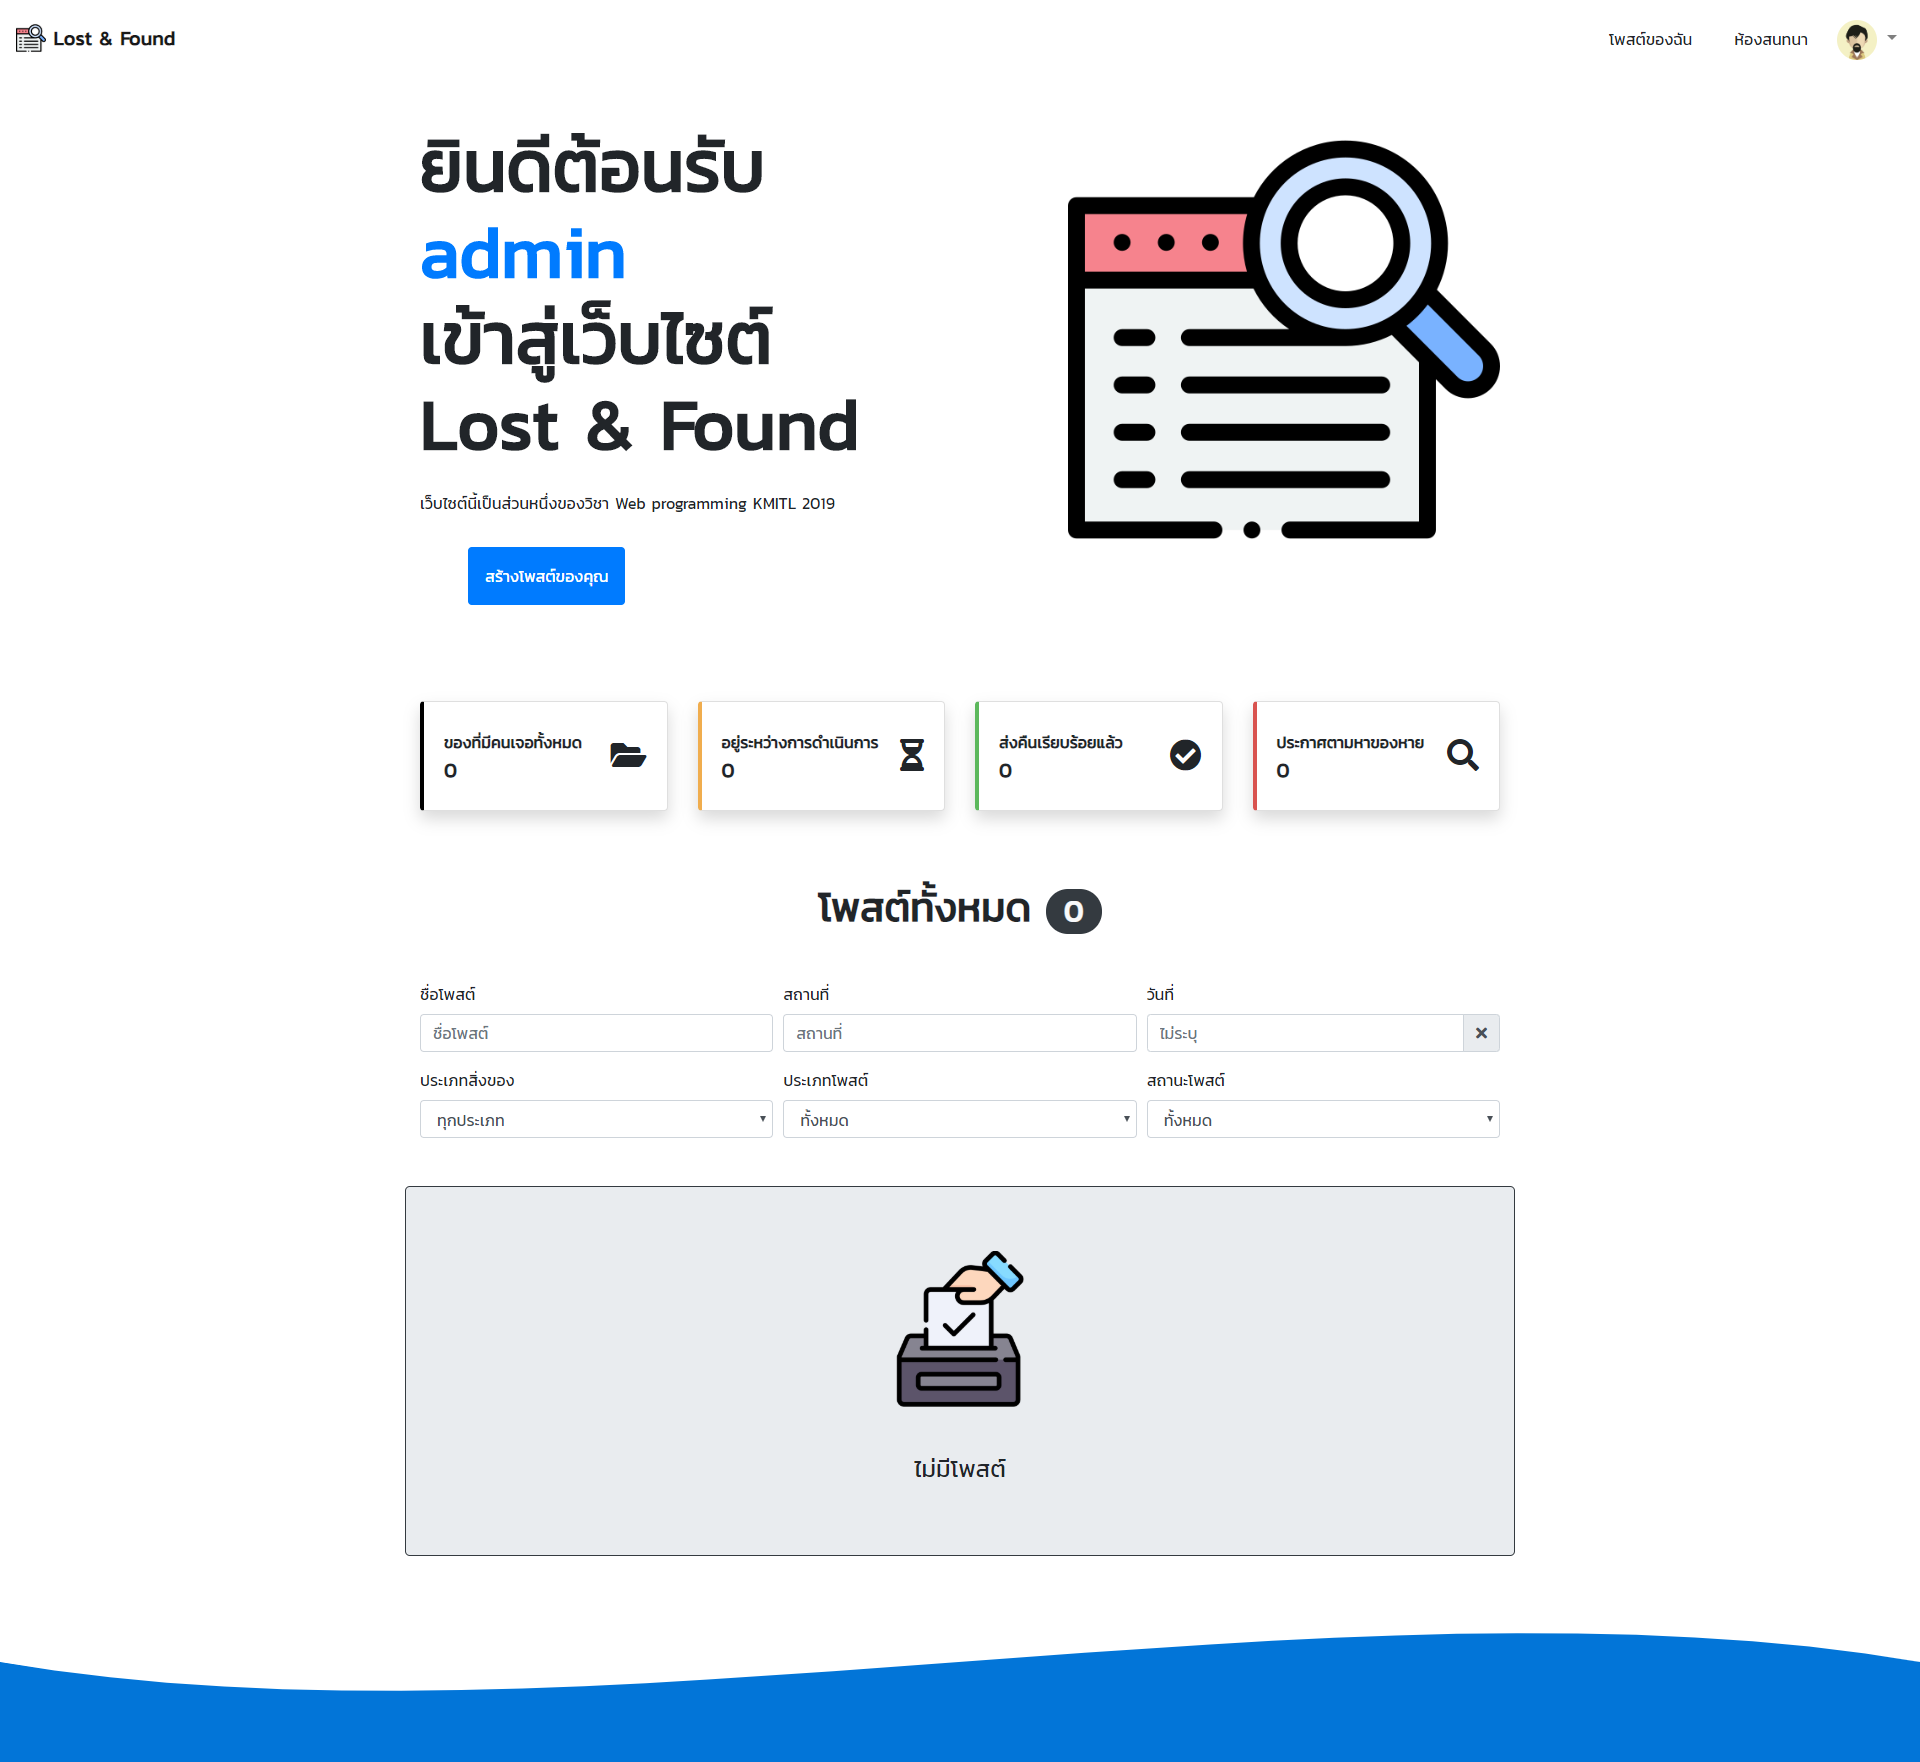 Lost & Found
โพสต์ของฉัน
ห้องสนทนา
ยินดีต้อนรับ
admin
เข้าสู่เว็บไซต์
Lost & Found
เว็บไซต์นี้เป็นส่วนหนึ่งของวิชา Web programming KMITL 2019
สร้างโพสต์ของคุณ
ของที่มีคนเจอทั้งหมด
0
อยู่ระหว่างการดำเนินการ
0
ส่งคืนเรียบร้อยแล้ว
0
ประกาศตามหาของหาย
0
โพสต์ทั้งหมด 0
ชื่อโพสต์
ชื่อโพสต์
สถานที่
สถานที่
วันที่
ไม่ระบุ
ประเภทสิ่งของ
ทุกประเภท
ประเภทโพสต์
ทั้งหมด
สถานะโพสต์
ทั้งหมด
ไม่มีโพสต์